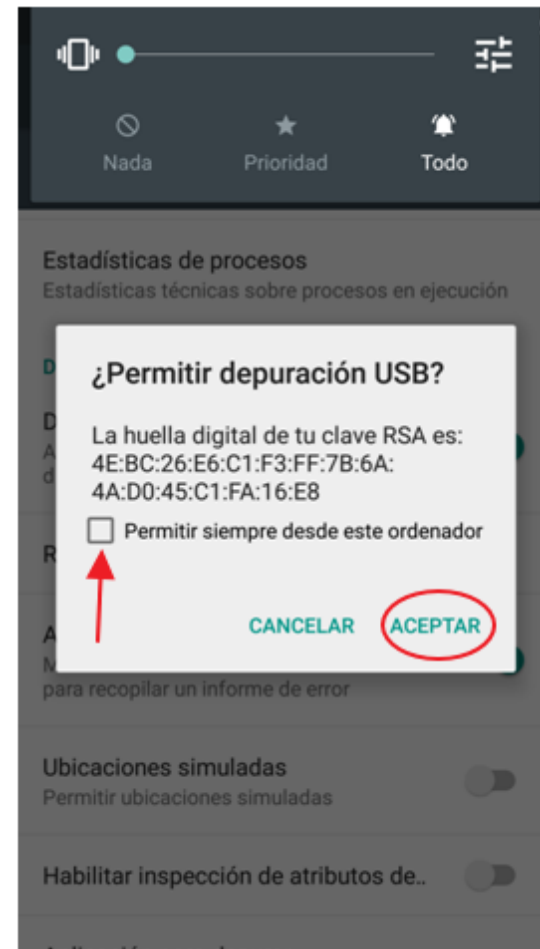 Nada
Prioridad
Todo
Estadísticas de procesos
Estadísticas técnicas sobre procesos en ejecución
D
¿Permitir depuración USB?
D
La huella digital de tu clave RSA es:
A
4E:BC:26:E6:C1:F3:FF:7B:6A:
d
4A:D0:45:C1:FA:16:E8
Permitir siempre desde este ordenador
R
CANCELAR
ACEPTAR
A
M
para recopilar un informe de error
Ubicaciones simuladas
Permitir ubicaciones simuladas
Habilitar inspección de atributos de..